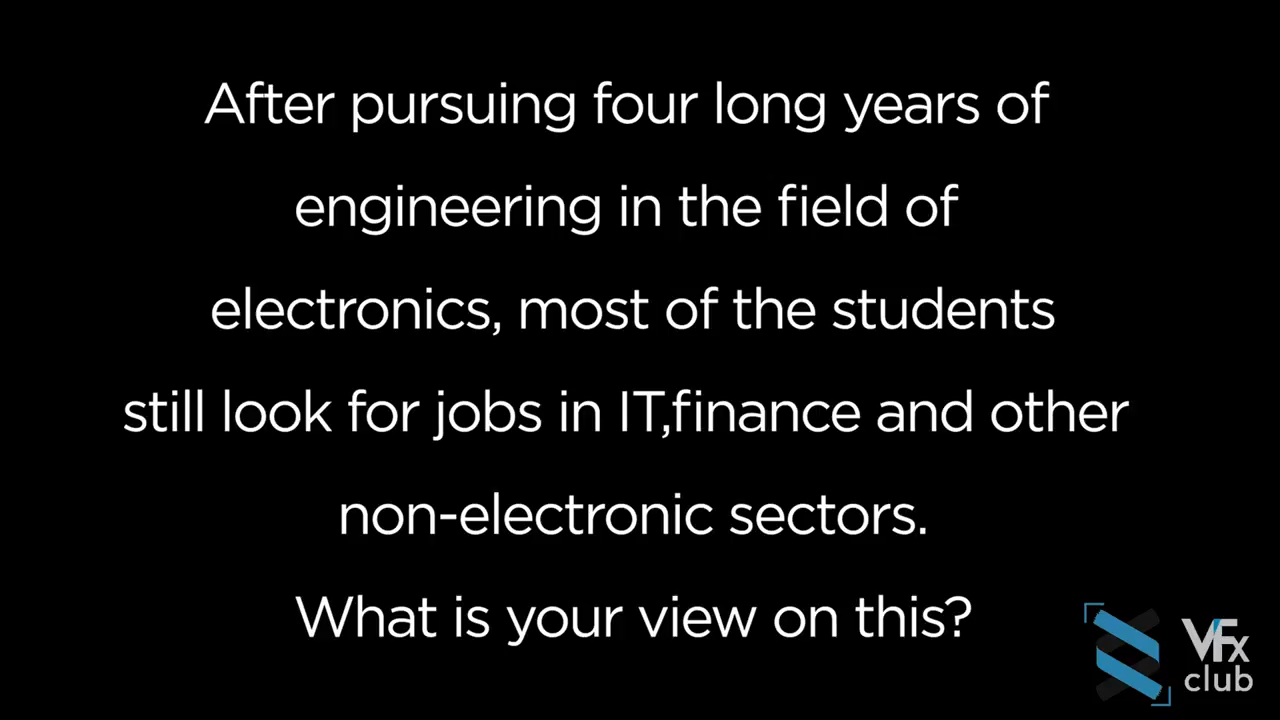 After pursuing four long years of
engineering in the field of
electronics, most of the students
still look for jobs in IT,finance and other
non-electronic sectors.
What is your view on this?
VFx
club